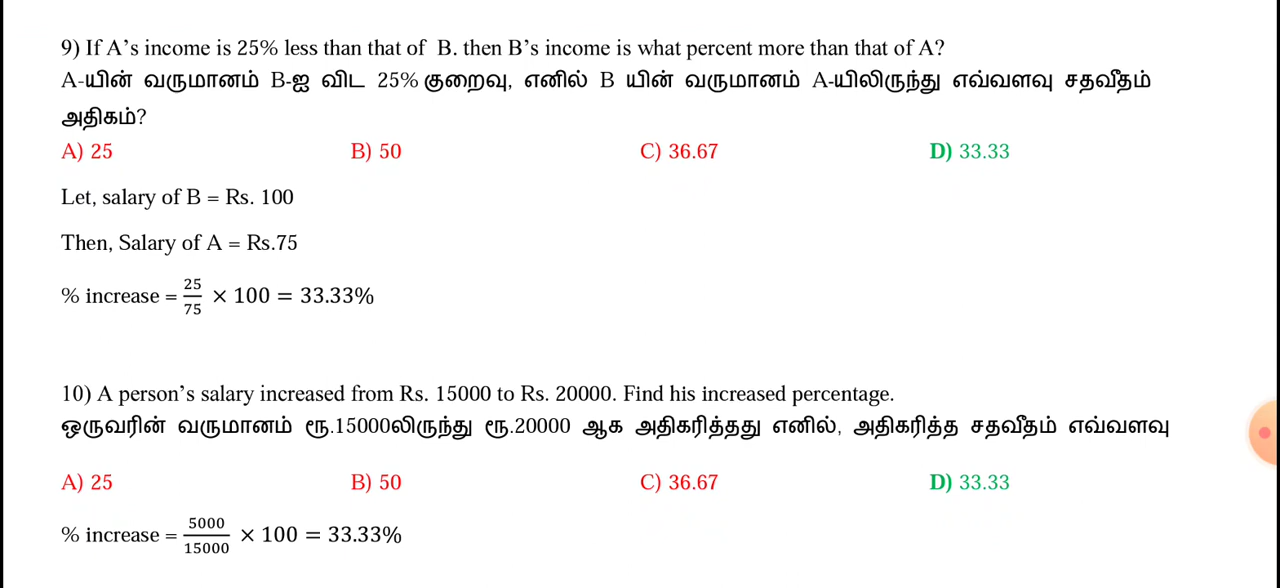 9) If A’s income is 25% less than that of B. then B’s income is what percent more than that of A?
A-யின் வருமானம் B-ஐ விட 25% குறைவு, எனில் B யின் வருமானம் A-யிலிருந்து எவ்வளவு சதவீதம்
அதிகம்?
A) 25 B) 50 C) 36.67 D) 33.33
Let, salary of B = Rs. 100
Then, Salary of A = Rs.75
% increase = 25/75 × 100 = 33.33%
10) A person’s salary increased from Rs. 15000 to Rs. 20000. Find his increased percentage.
ஒருவரின் வருமானம் ரூ.15000லிருந்து ரூ.20000 ஆக அதிகரித்தது எனில், அதிகரித்த சதவீதம் எவ்வளவு
A) 25 B) 50 C) 36.67 D) 33.33
% increase = 5000/15000 × 100 = 33.33%